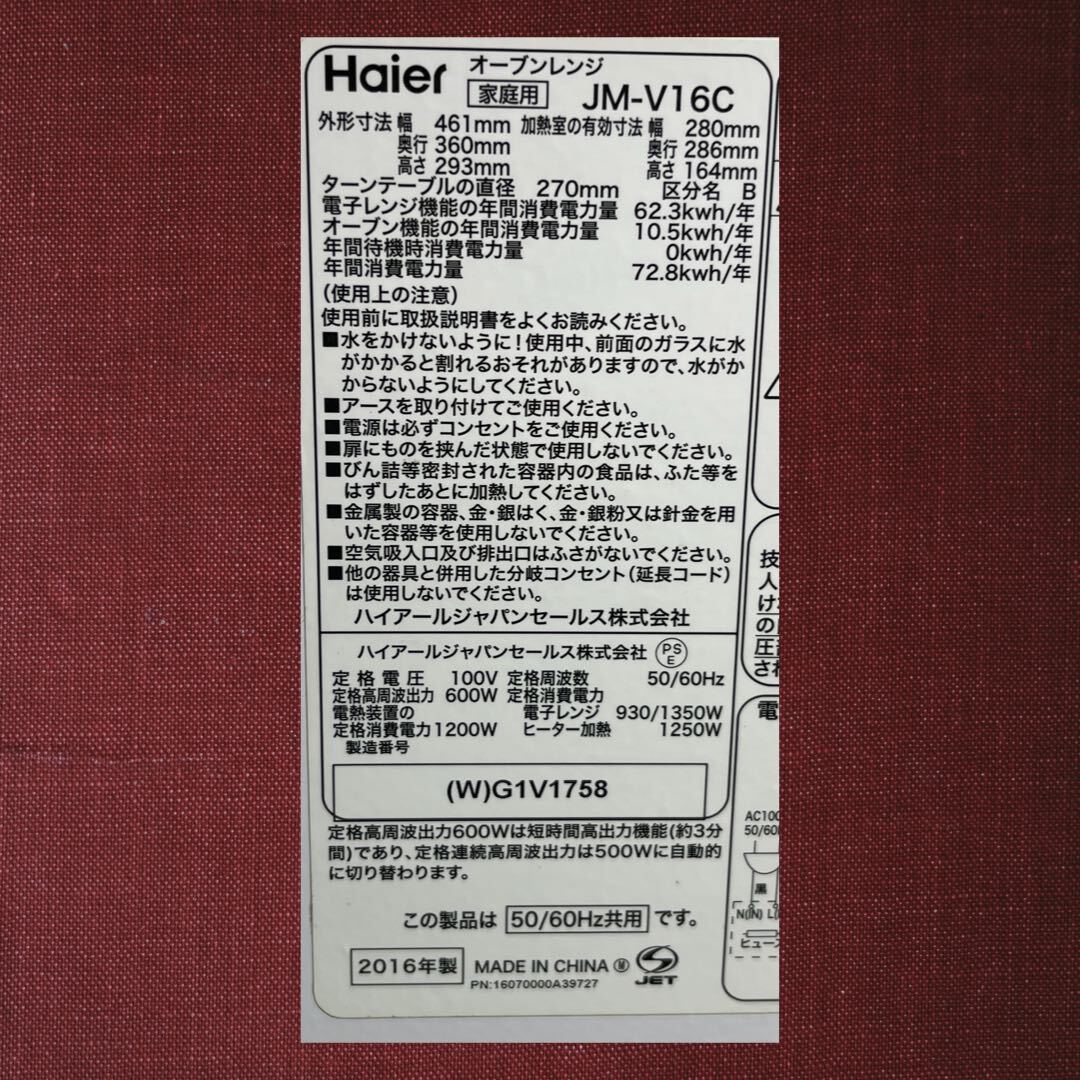 Haier オーブンレンジ
家庭用 JM-V16C
外形寸法 幅 461mm 加熱室の有効寸法 幅 280mm
奥行 360mm 奥行 286mm
高さ 293mm 高さ 164mm
ターンテーブルの直径 270mm 区分名 B
電子レンジ機能の年間消費電力量 62.3kwh/年
オーブン機能の年間消費電力量 10.5kwh/年
年間待機時消費電力量 0kwh/年
年間消費電力量 72.8kwh/年
(使用上の注意)
使用前に取扱説明書をよくお読みください。
■水をかけないように!使用中、前面のガラスに水
がかかると割れるおそれがありますので、水がか
からないようにしてください。
■アースを取り付けてご使用ください。
■電源は必ずコンセントをご使用ください。
■扉にものを挟んだ状態で使用しないでください。
■びん詰等密封された容器内の食品は、ふた等を
はずしたあとに加熱してください。
■金属製の容器、金・銀はく、金・銀粉又は針金を用
いた容器等を使用しないでください。
■空気吸入口及び排出口はふさがないでください。
■他の器具と併用した分岐コンセント(延長コード)
は使用しないでください。
ハイアールジャパンセールス株式会社
ハイアールジャパンセールス株式会社 PSE
定格電圧 100V 定格周波数 50/60Hz
定格高周波出力 600W 定格消費電力
電熱装置の 電子レンジ 930/1350W
定格消費電力1200W ヒーター加熱 1250W
製造番号
(W)G1V1758
定格高周波出力600Wは短時間高出力機能(約3分
間)であり、定格連続高周波出力は500Wに自動的
に切り替わります。
この製品は 50/60Hz共用 です。
2016年製 MADE IN CHINA Ⓜ JET
PN:16070000A39727
技
人
け
の
圧
さ
電
AC100
50/60
黒
N(IN) L
ヒューズ